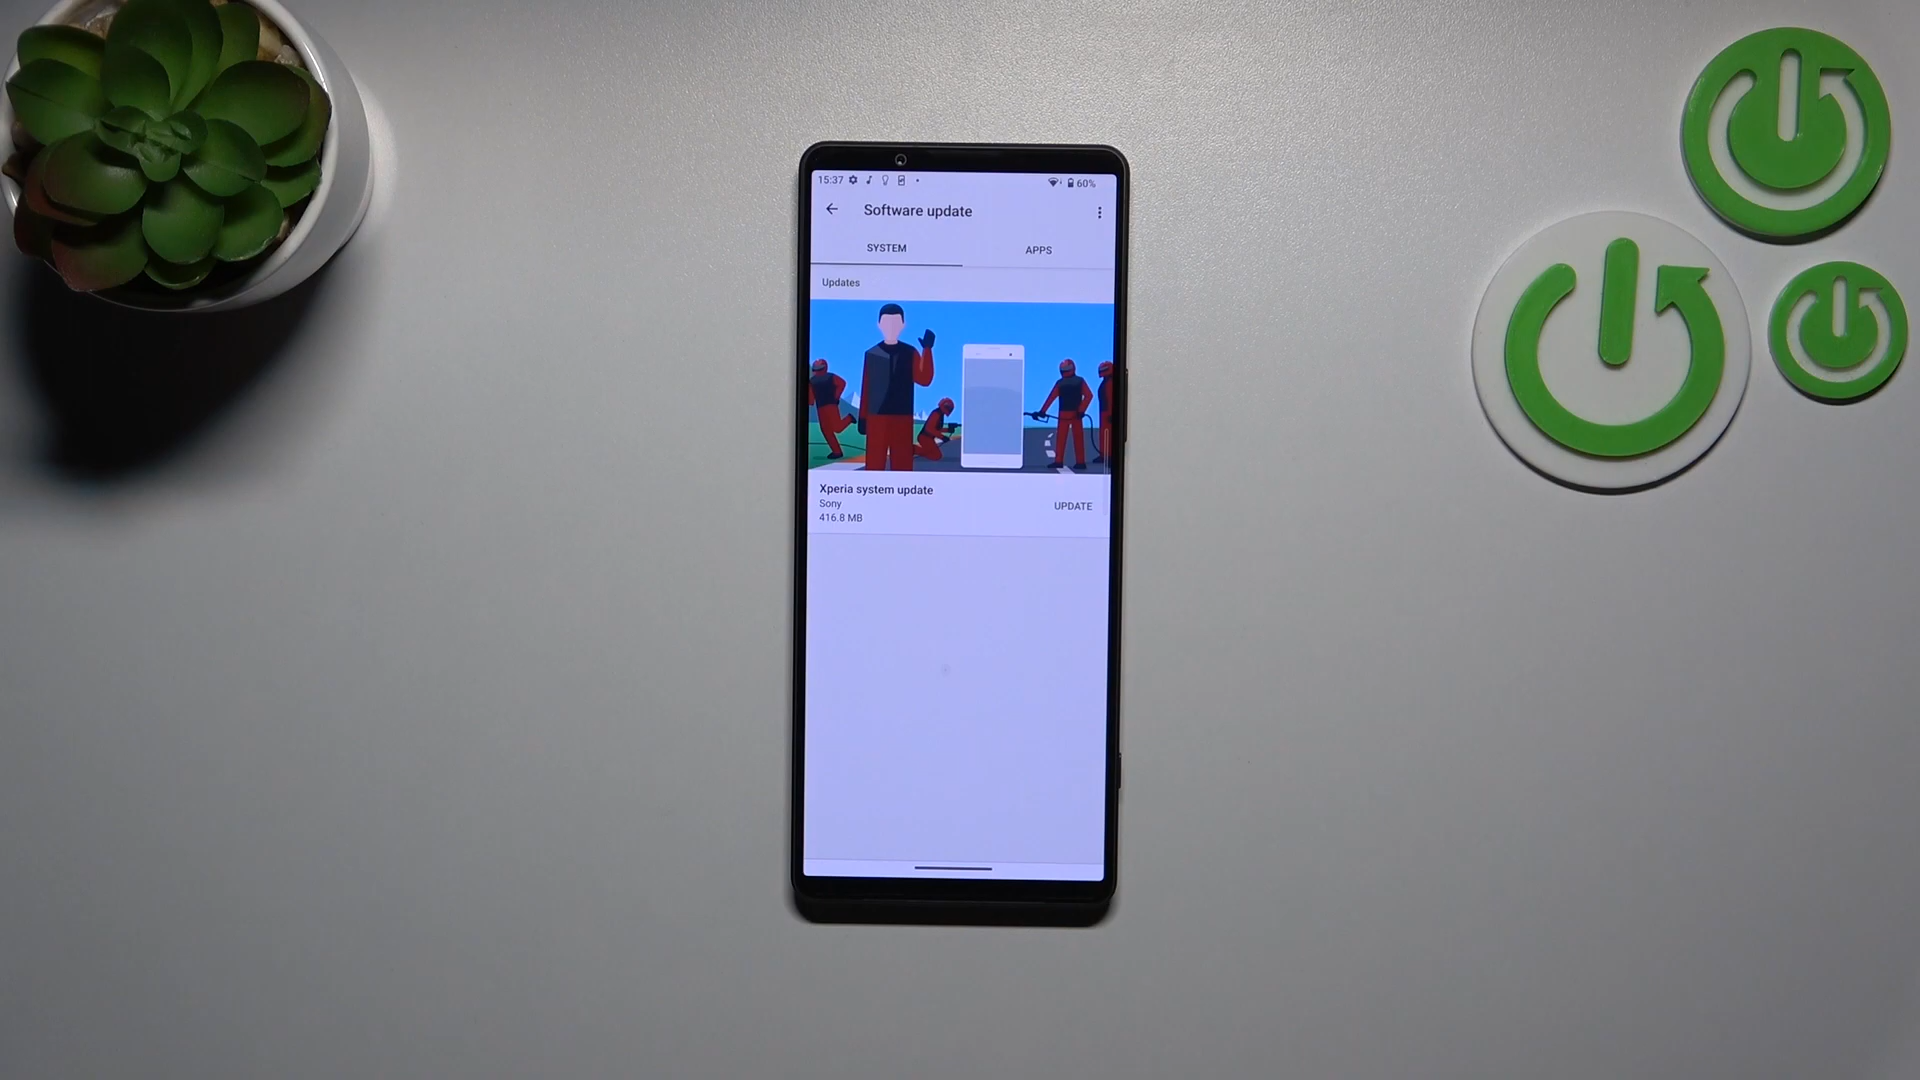 15:37
60%
Software update
SYSTEM
APPS
Updates
Xperia system update
Sony
416.8 MB
UPDATE